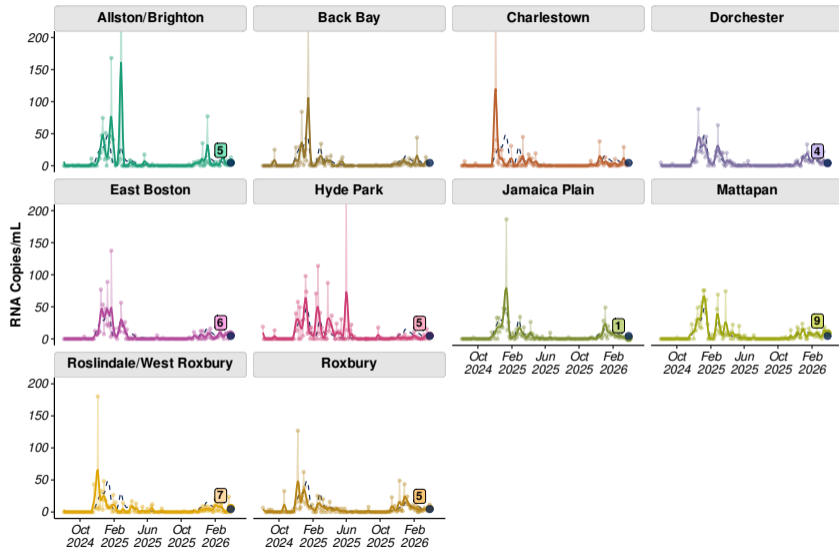 Allston/Brighton Back Bay Charlestown Dorchester
200
150
100
50
0
5
4
East Boston Hyde Park Jamaica Plain Mattapan
RNA Copies/mL
200
150
100
50
0
6
5
1
9
Oct 2024 Feb 2025 Jun 2025 Oct 2025 Feb 2026
Oct 2024 Feb 2025 Jun 2025 Oct 2025 Feb 2026
Roslindale/West Roxbury Roxbury
200
150
100
50
0
7
5
Oct 2024 Feb 2025 Jun 2025 Oct 2025 Feb 2026
Oct 2024 Feb 2025 Jun 2025 Oct 2025 Feb 2026